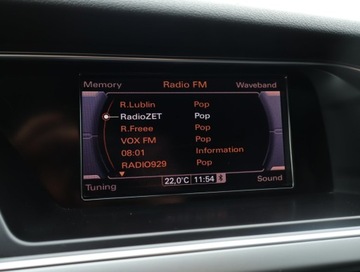 Memory Radio FM Waveband
R.Lublin Pop
RadioZET Pop
R.Freee Pop
VOX FM Pop
08:01 Information
RADIO929 Pop
Tuning 22,0°C 11:54 Sound